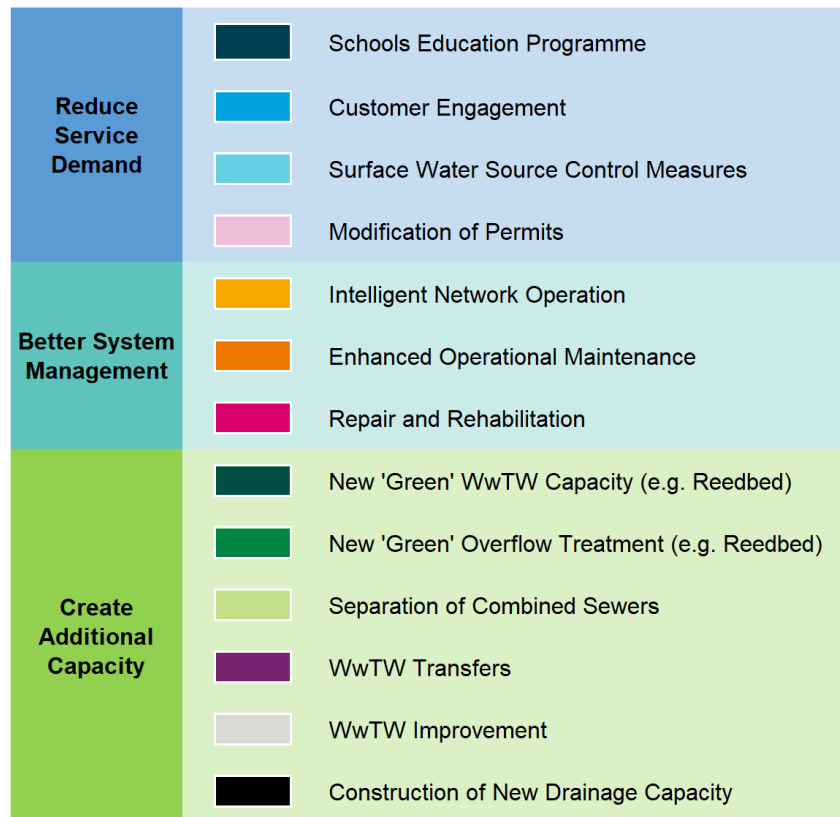 Reduce
Service
Demand
Schools Education Programme
Customer Engagement
Surface Water Source Control Measures
Modification of Permits
Better System
Management
Intelligent Network Operation
Enhanced Operational Maintenance
Repair and Rehabilitation
Create
Additional
Capacity
New 'Green' WwTW Capacity (e.g. Reedbed)
New 'Green' Overflow Treatment (e.g. Reedbed)
Separation of Combined Sewers
WwTW Transfers
WwTW Improvement
Construction of New Drainage Capacity